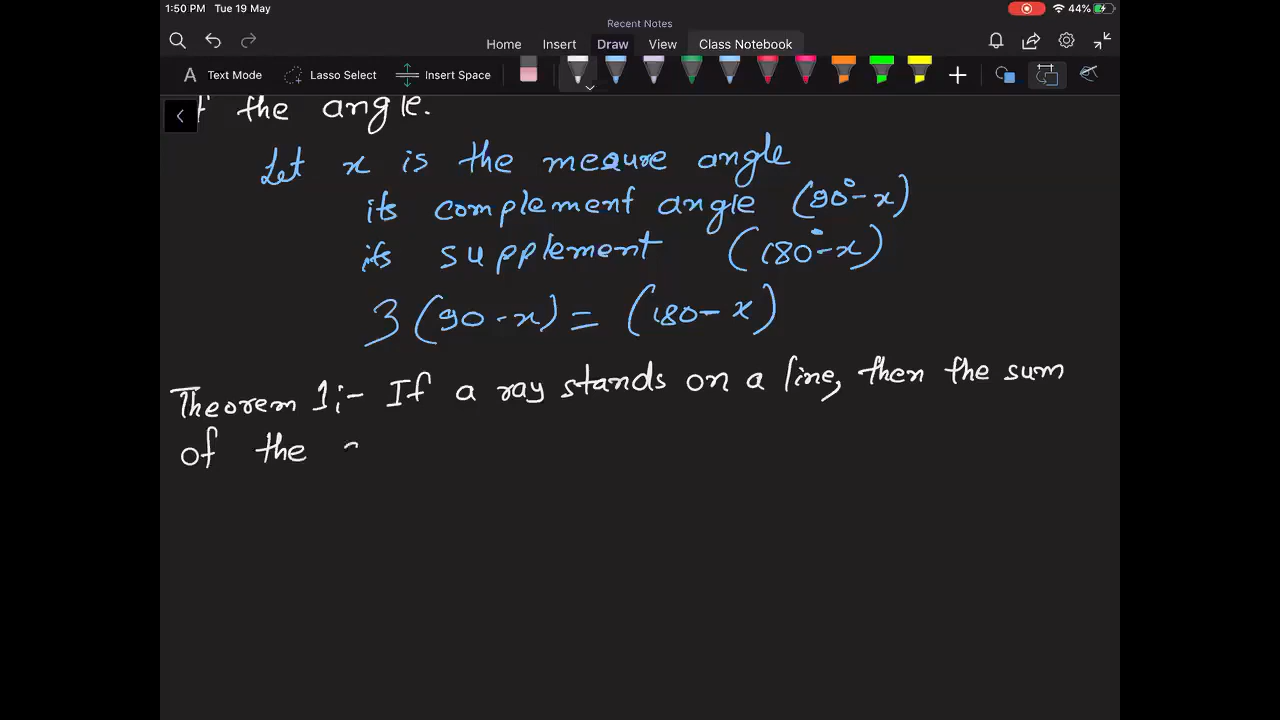 1:50 PM Tue 19 May
44%
Recent Notes
Home Insert Draw View Class Notebook
A Text Mode Lasso Select Insert Space
the angle.
Let x is the measure angle
its complement angle (90°-x)
its supplement (180°-x)
3(90-x) = (180-x)
Theorem 1:- If a ray stands on a line, then the sum
of the